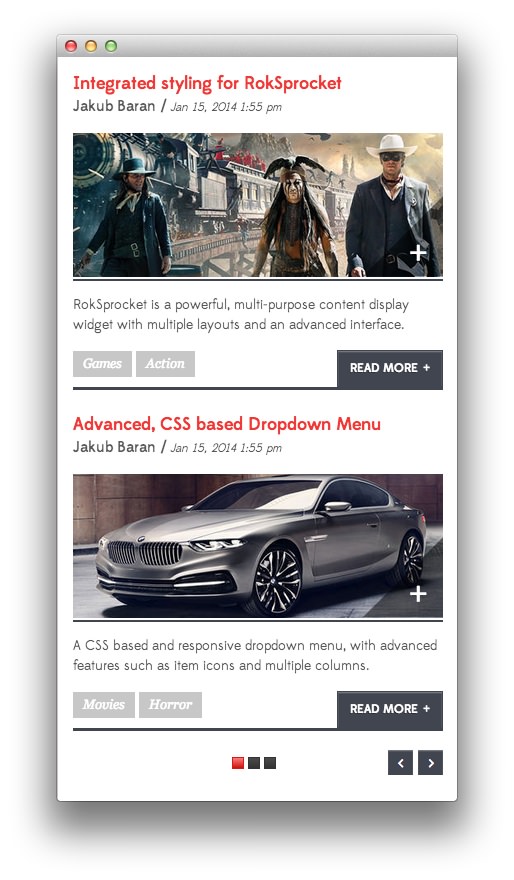 Integrated styling for RokSprocket
Jakub Baran / Jan 15, 2014 1:55 pm
RokSprocket is a powerful, multi-purpose content display
widget with multiple layouts and an advanced interface.
Games Action READ MORE +
Advanced, CSS based Dropdown Menu
Jakub Baran / Jan 15, 2014 1:55 pm
A CSS based and responsive dropdown menu, with advanced
features such as item icons and multiple columns.
Movies Horror READ MORE +